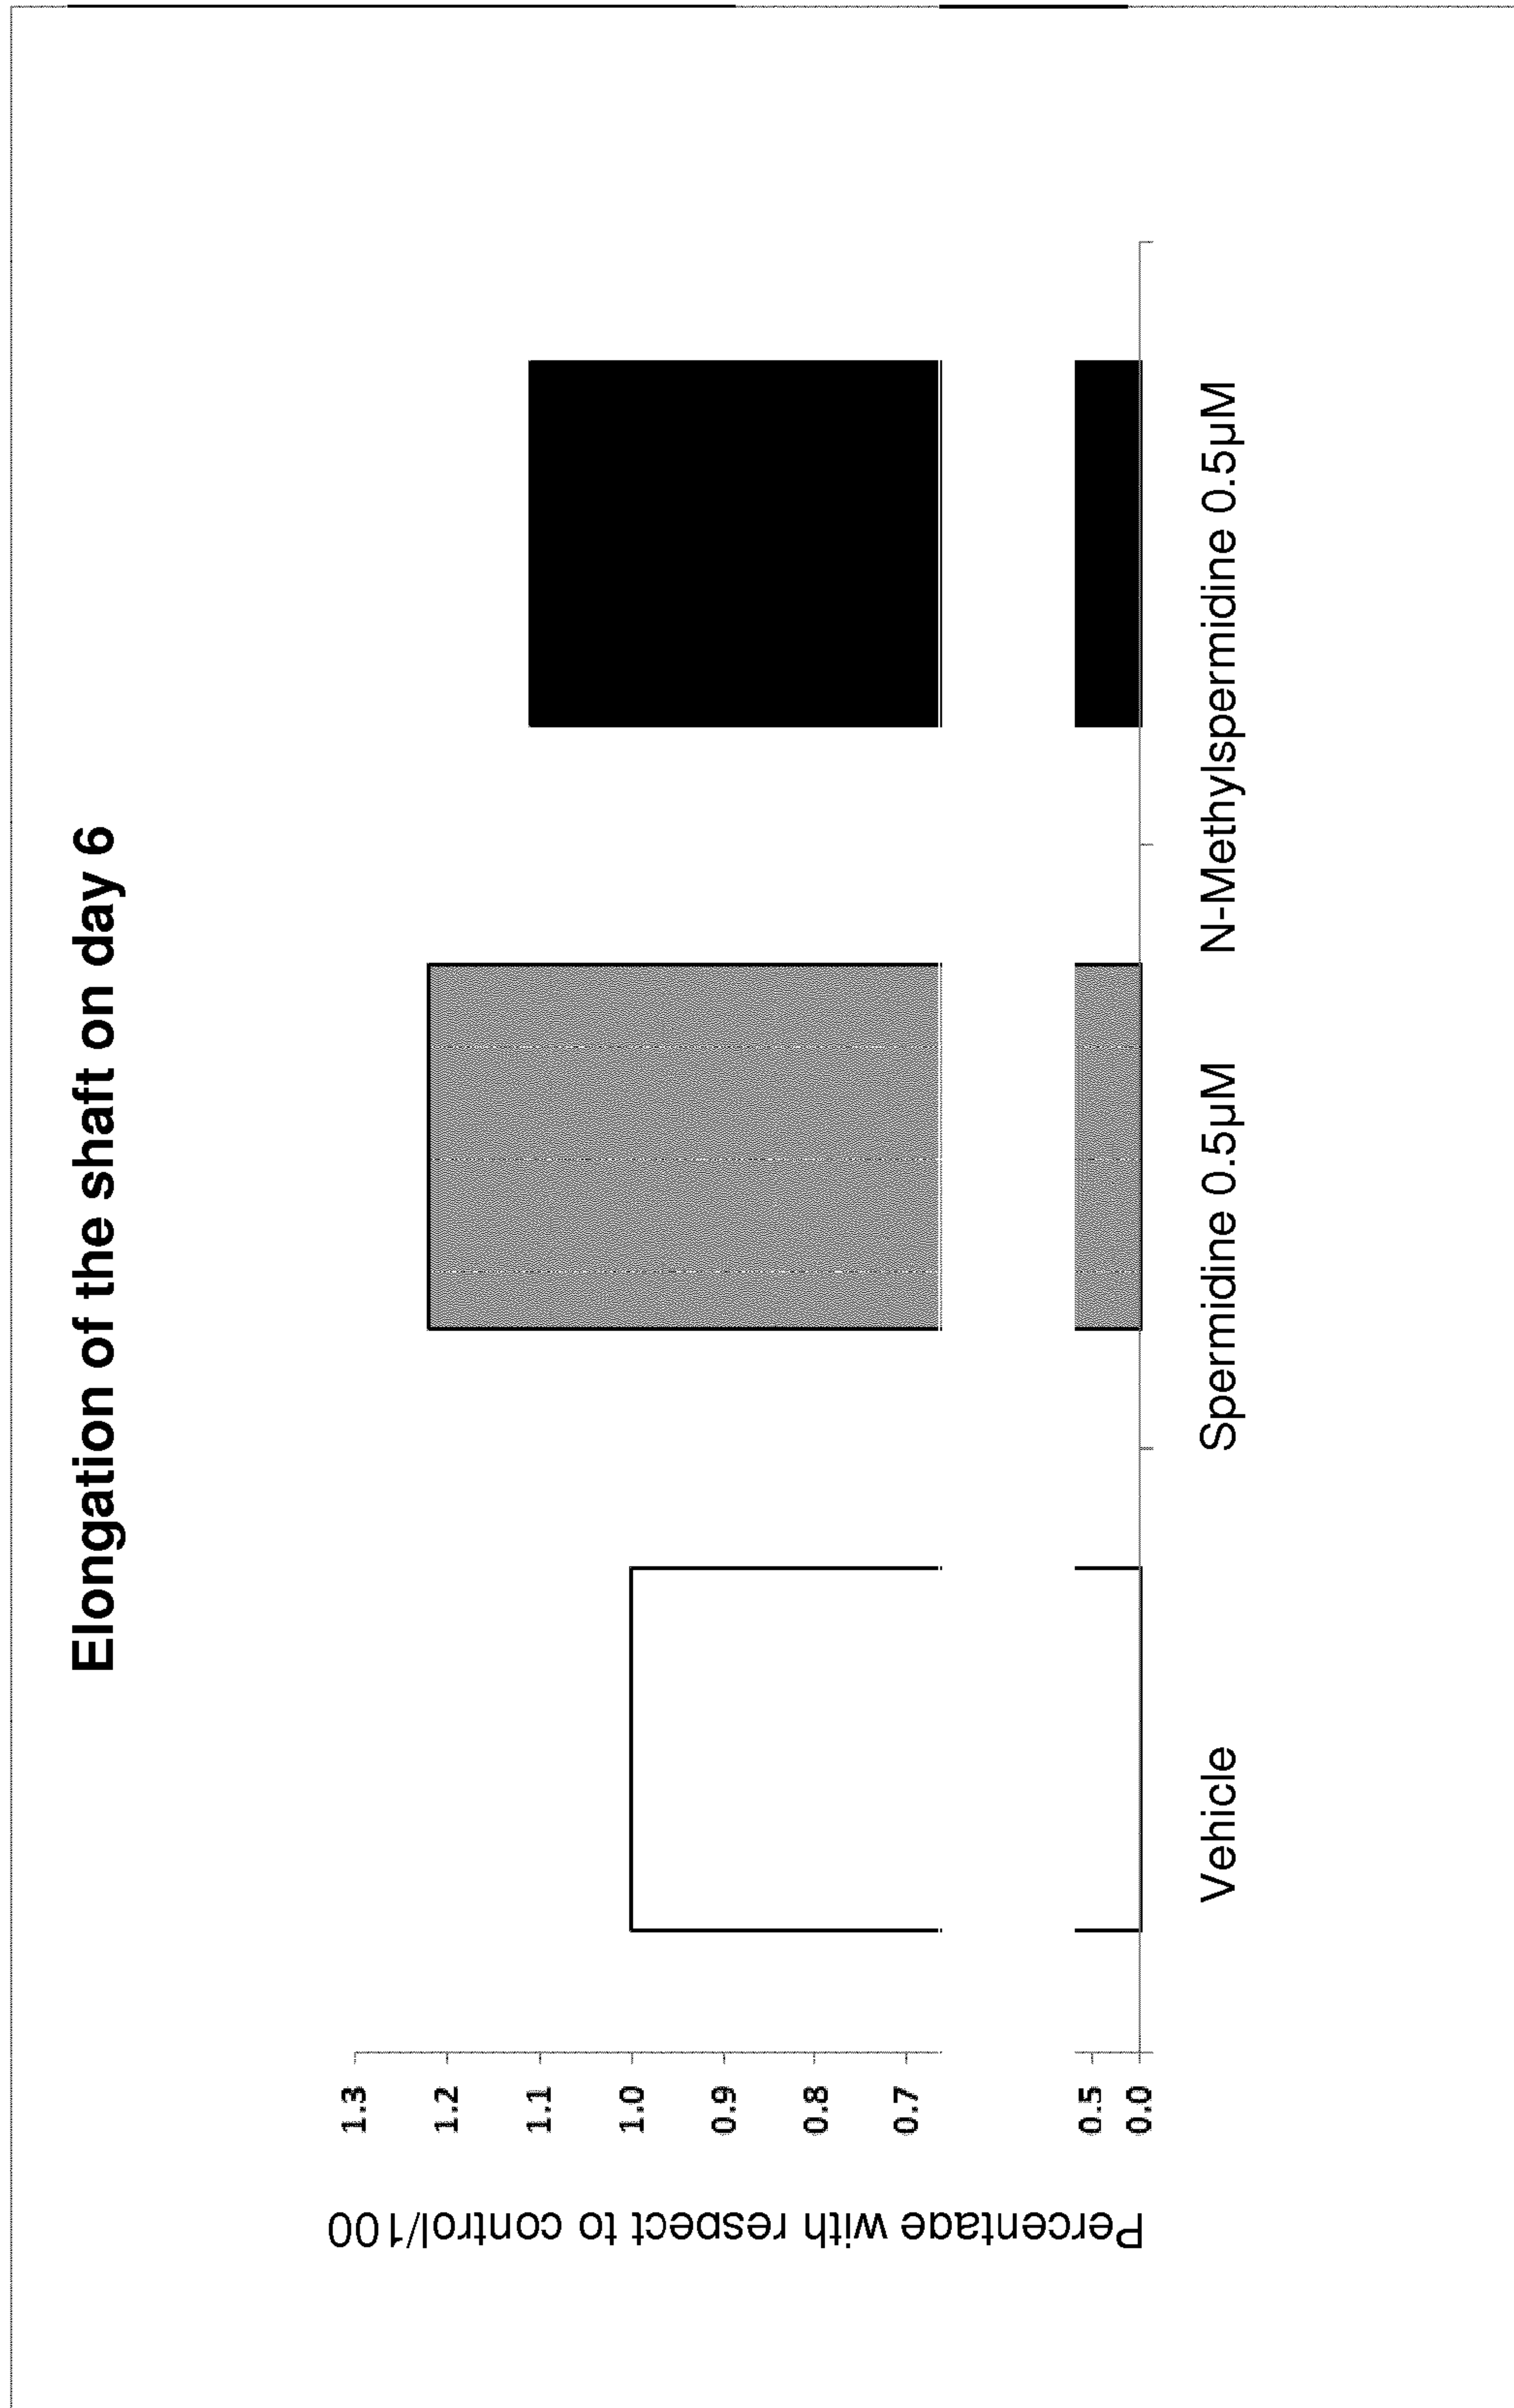 Elongation of the shaft on day 6
Percentage with respect to control/100
1.3
1.2
1.1
1.0
0.9
0.8
0.7
0.5
0.0
Vehicle
Spermidine 0.5µM
N-Methylspermidine 0.5µM